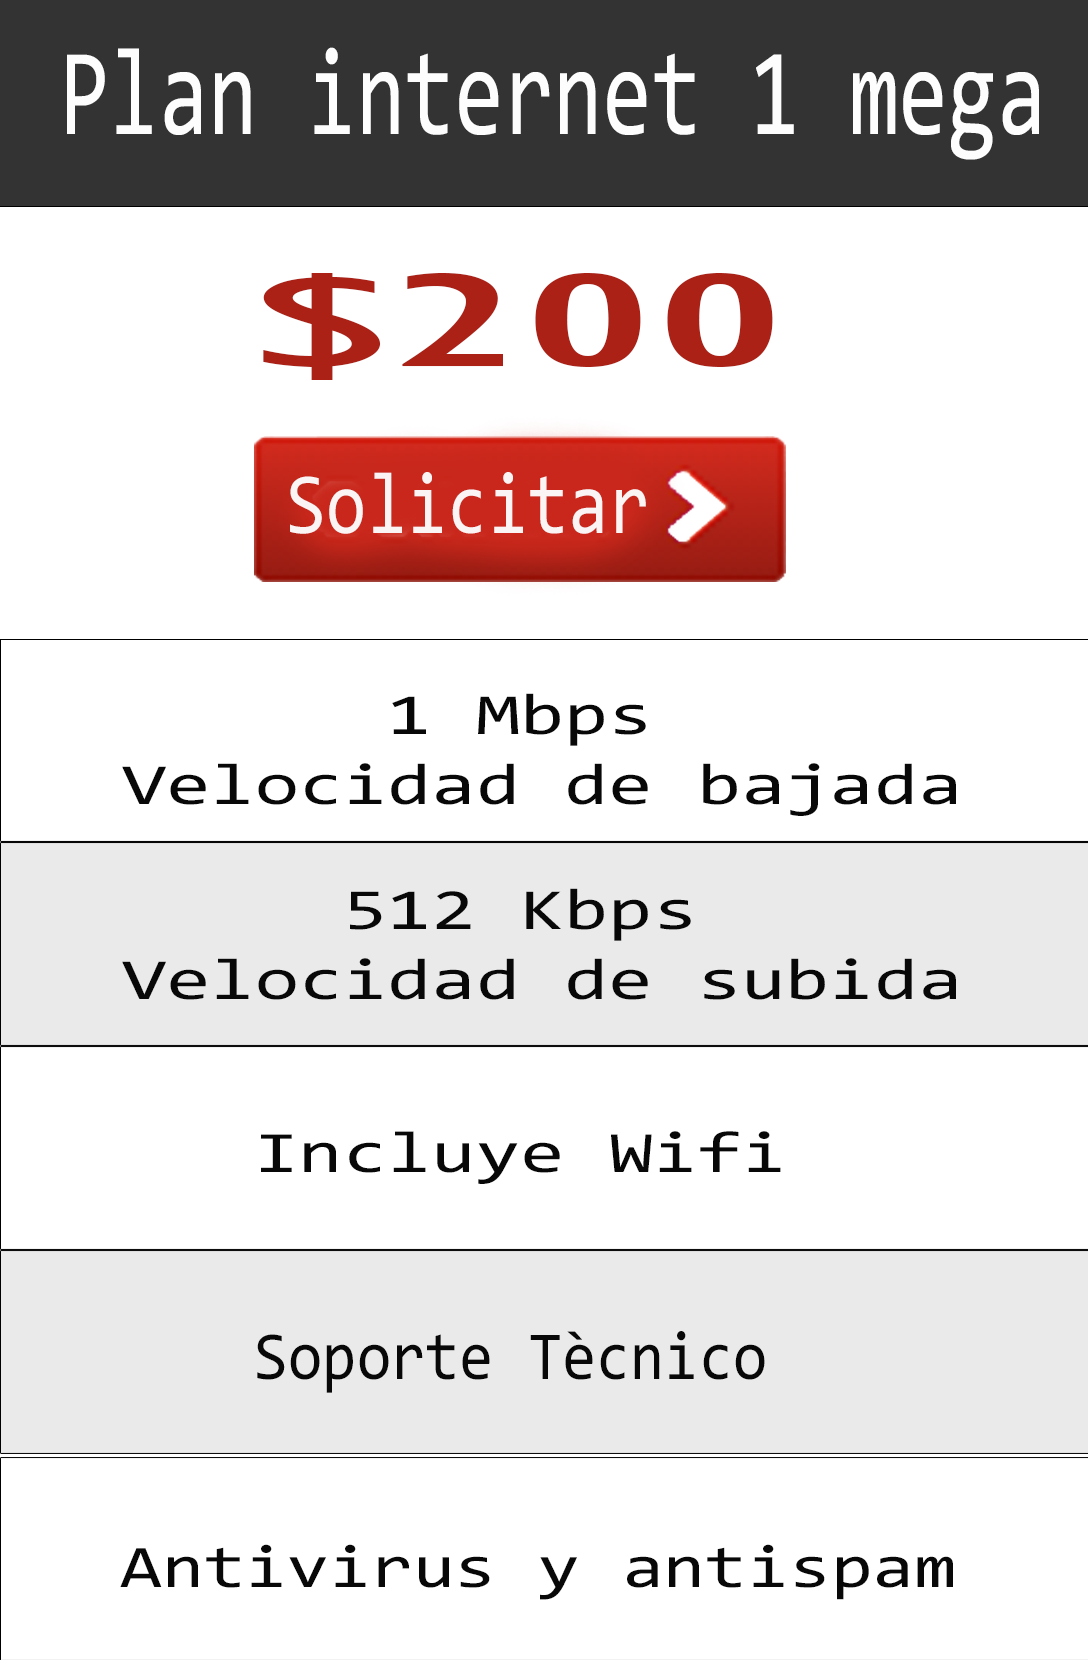 Plan internet 1 mega
$200
Solicitar
1 Mbps
Velocidad de bajada
512 Kbps
Velocidad de subida
Incluye Wifi
Soporte Tècnico
Antivirus y antispam